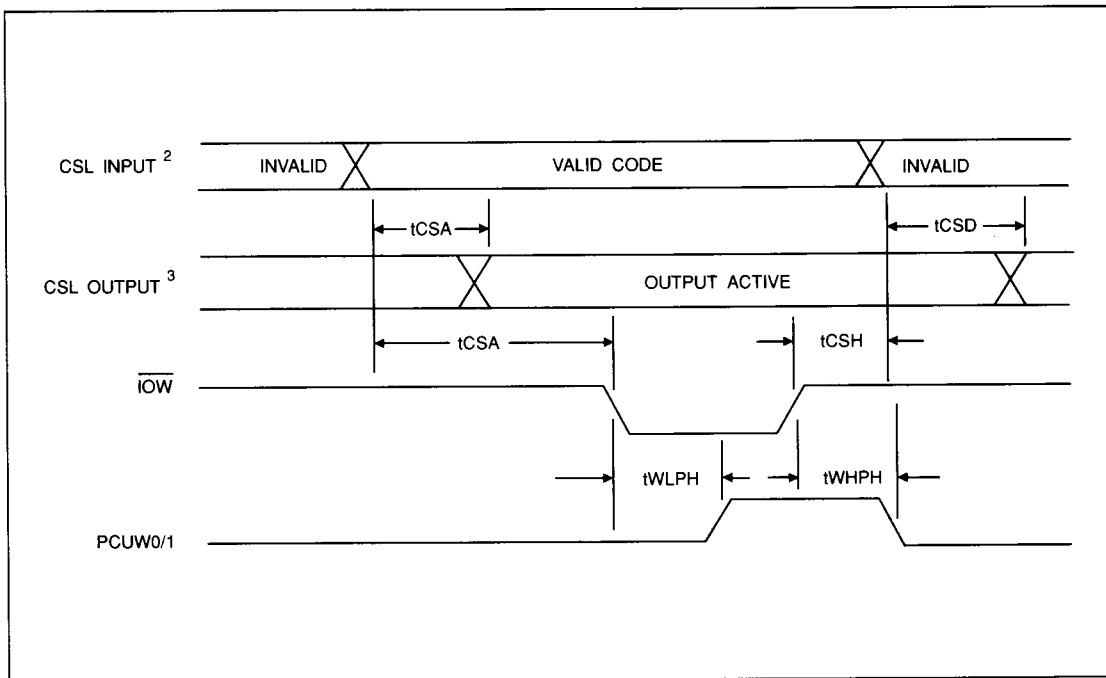 CSL INPUT 2 INVALID VALID CODE INVALID
tCSA tCSD
CSL OUTPUT 3 OUTPUT ACTIVE
tCSA tCSH
IOW
tWLPH tWHPH
PCUW0/1